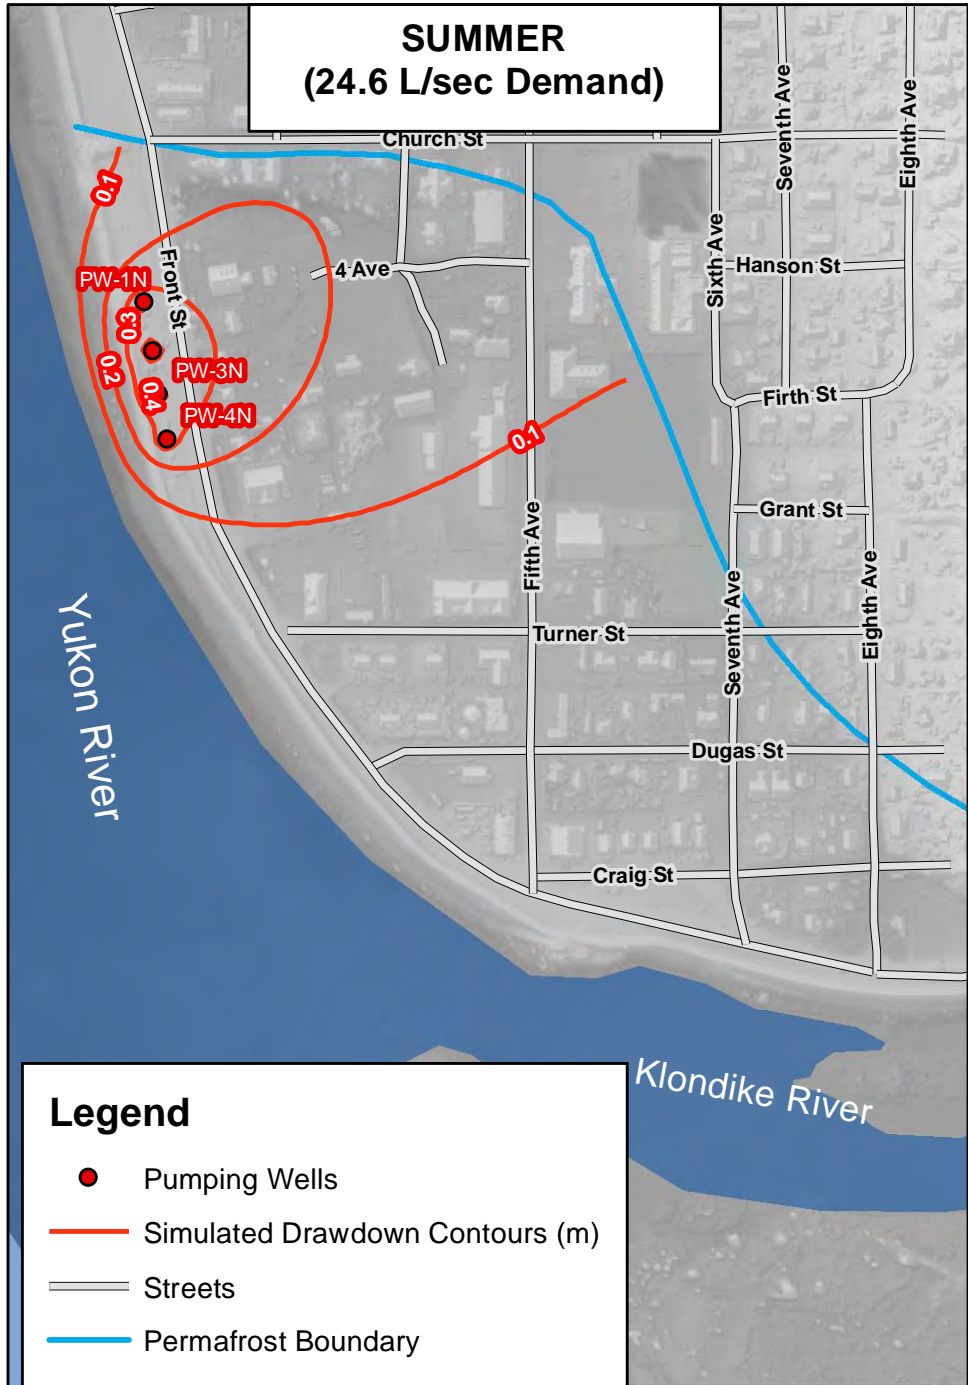 SUMMER
(24.6 L/sec Demand)
Church St
Seventh Ave
Eighth Ave
0.1
Front St
4 Ave
Sixth Ave
Hanson St
PW-1N
0.3
0.2
PW-3N
0.4
PW-4N
Firth St
0.1
Fifth Ave
Grant St
Eighth Ave
Seventh Ave
Turner St
Yukon River
Dugas St
Craig St
Klondike River
Legend
Pumping Wells
Simulated Drawdown Contours (m)
Streets
Permafrost Boundary